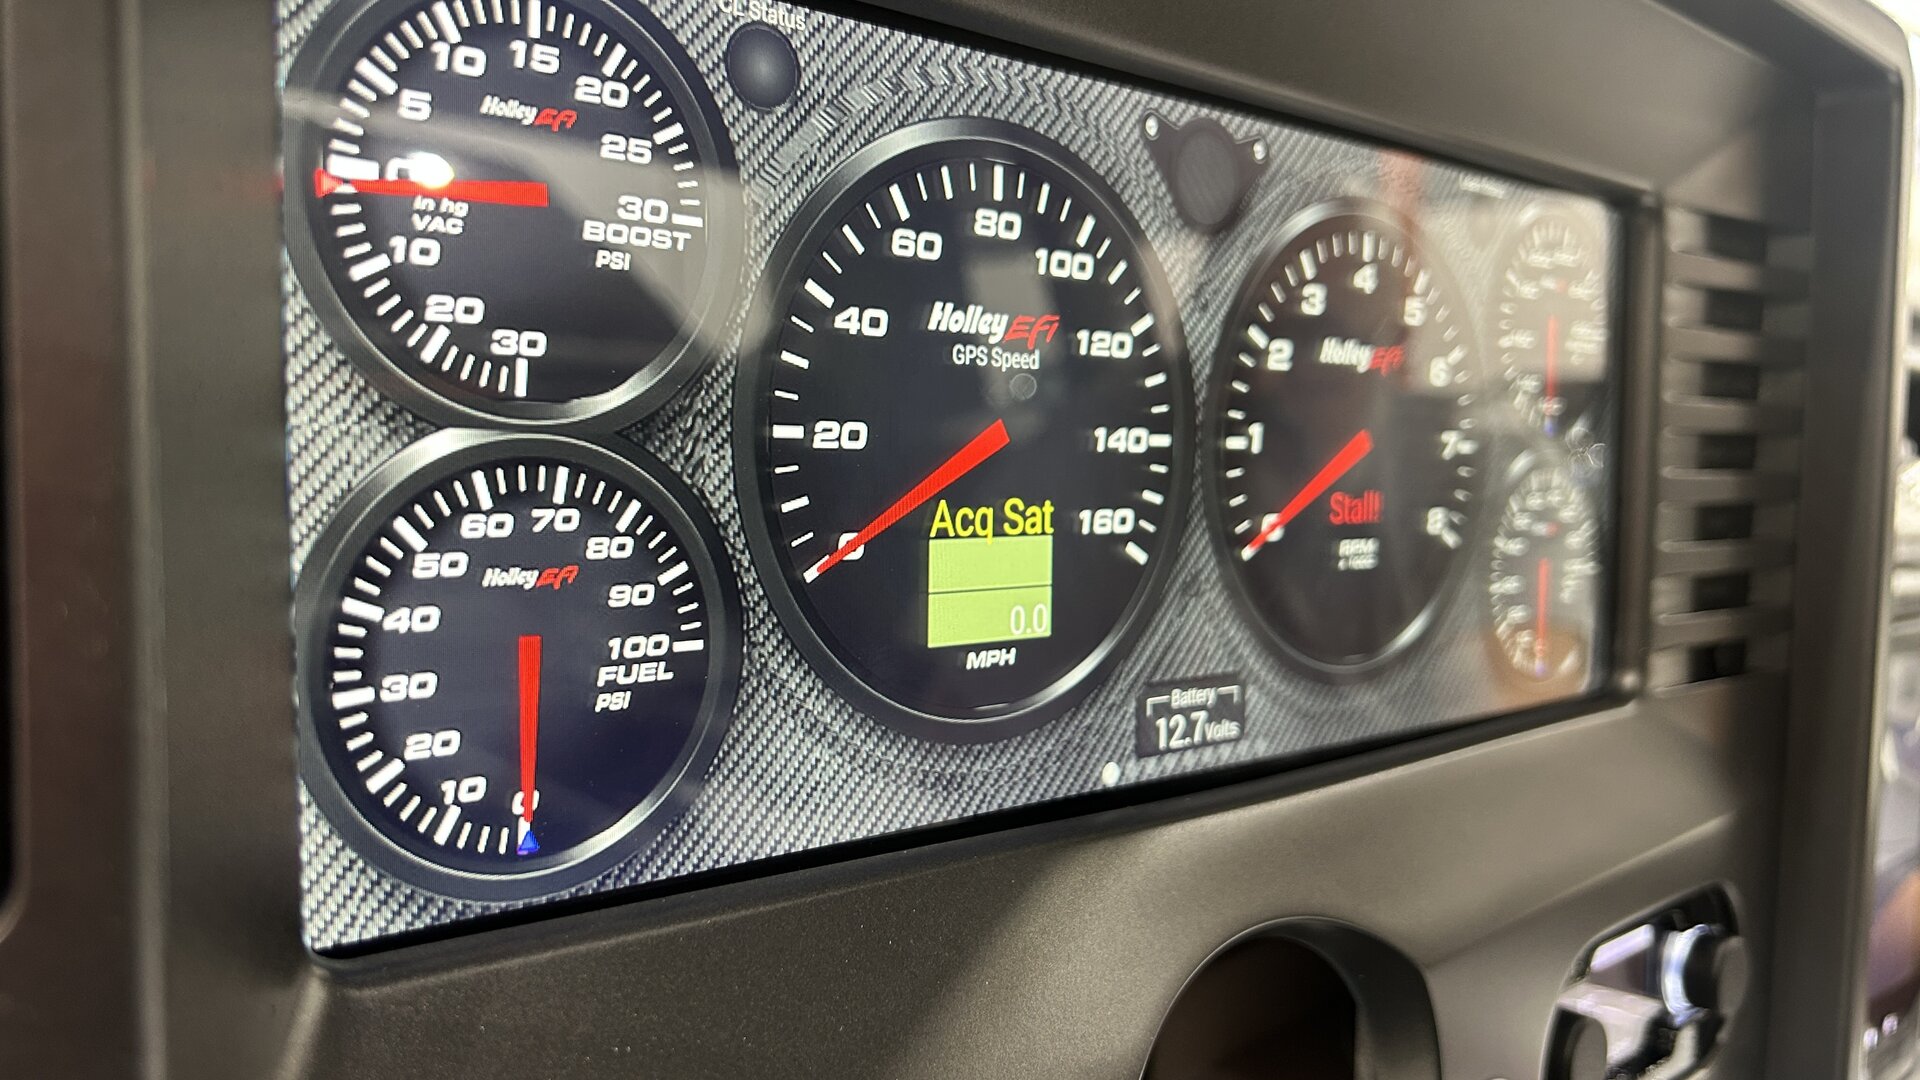 CL Status
5
10
15
20
25
30
Holley EFI
0
in hg
VAC
10
20
30
BOOST
PSI
0
10
20
30
40
50
60
70
80
90
100
Holley EFI
FUEL
PSI
0
20
40
60
80
100
120
140
160
Holley EFI
GPS Speed
Acq Sat
0.0
MPH
0
1
2
3
4
5
6
7
8
Holley EFI
Stall!
RPM
Battery
12.7 Volts